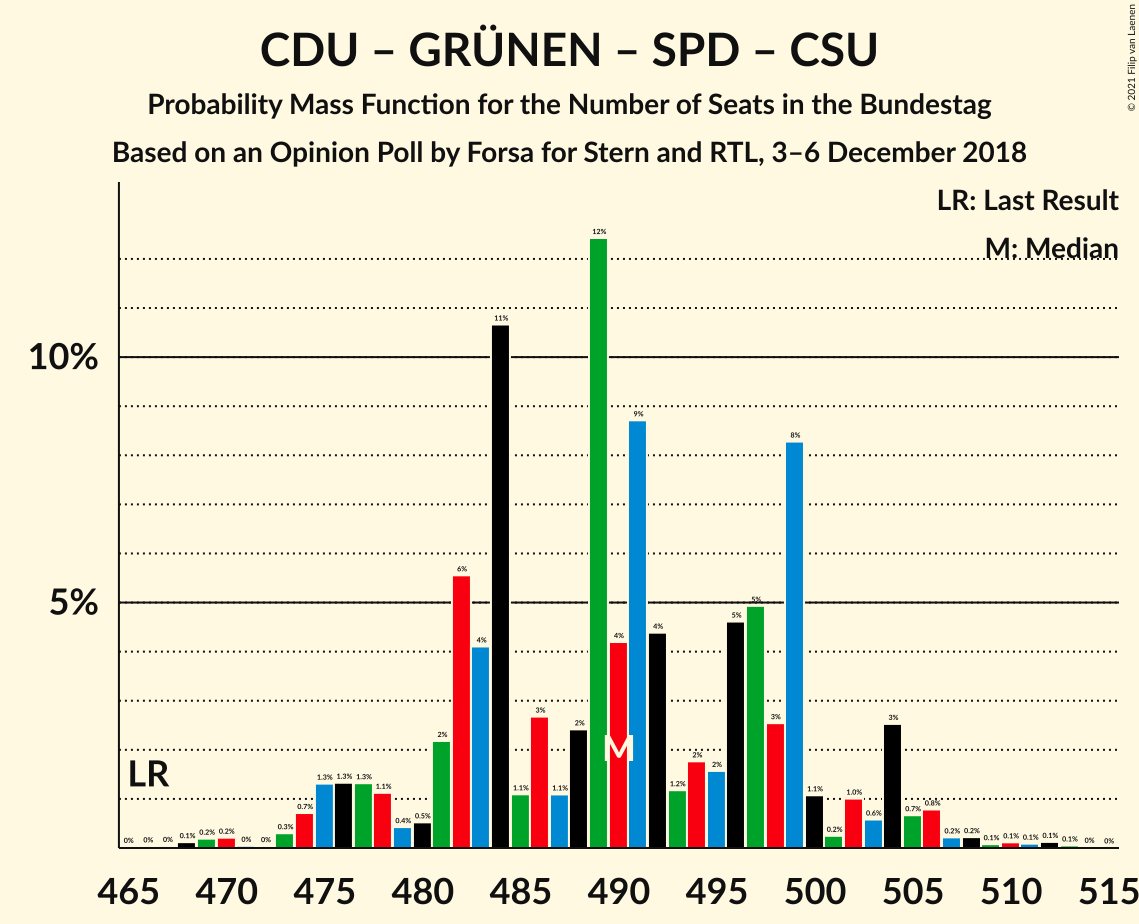 CDU – GRÜNEN – SPD – CSU
Probability Mass Function for the Number of Seats in the Bundestag
Based on an Opinion Poll by Forsa for Stern and RTL, 3–6 December 2018
© 2021 Filip van Laenen
LR: Last Result
M: Median
10%
5%
LR
M
0% 0% 0% 0.1% 0.2% 0.2% 0% 0% 0.3% 0.7% 1.3% 1.3% 1.3% 1.1% 0.4% 0.5% 2% 6% 4% 11% 1.1% 3% 1.1% 2% 12% 4% 9% 4% 1.2% 2% 2% 5% 5% 3% 8% 1.1% 0.2% 1.0% 0.6% 3% 0.7% 0.8% 0.2% 0.2% 0.1% 0.1% 0.1% 0.1% 0.1% 0% 0%
465 470 475 480 485 490 495 500 505 510 515